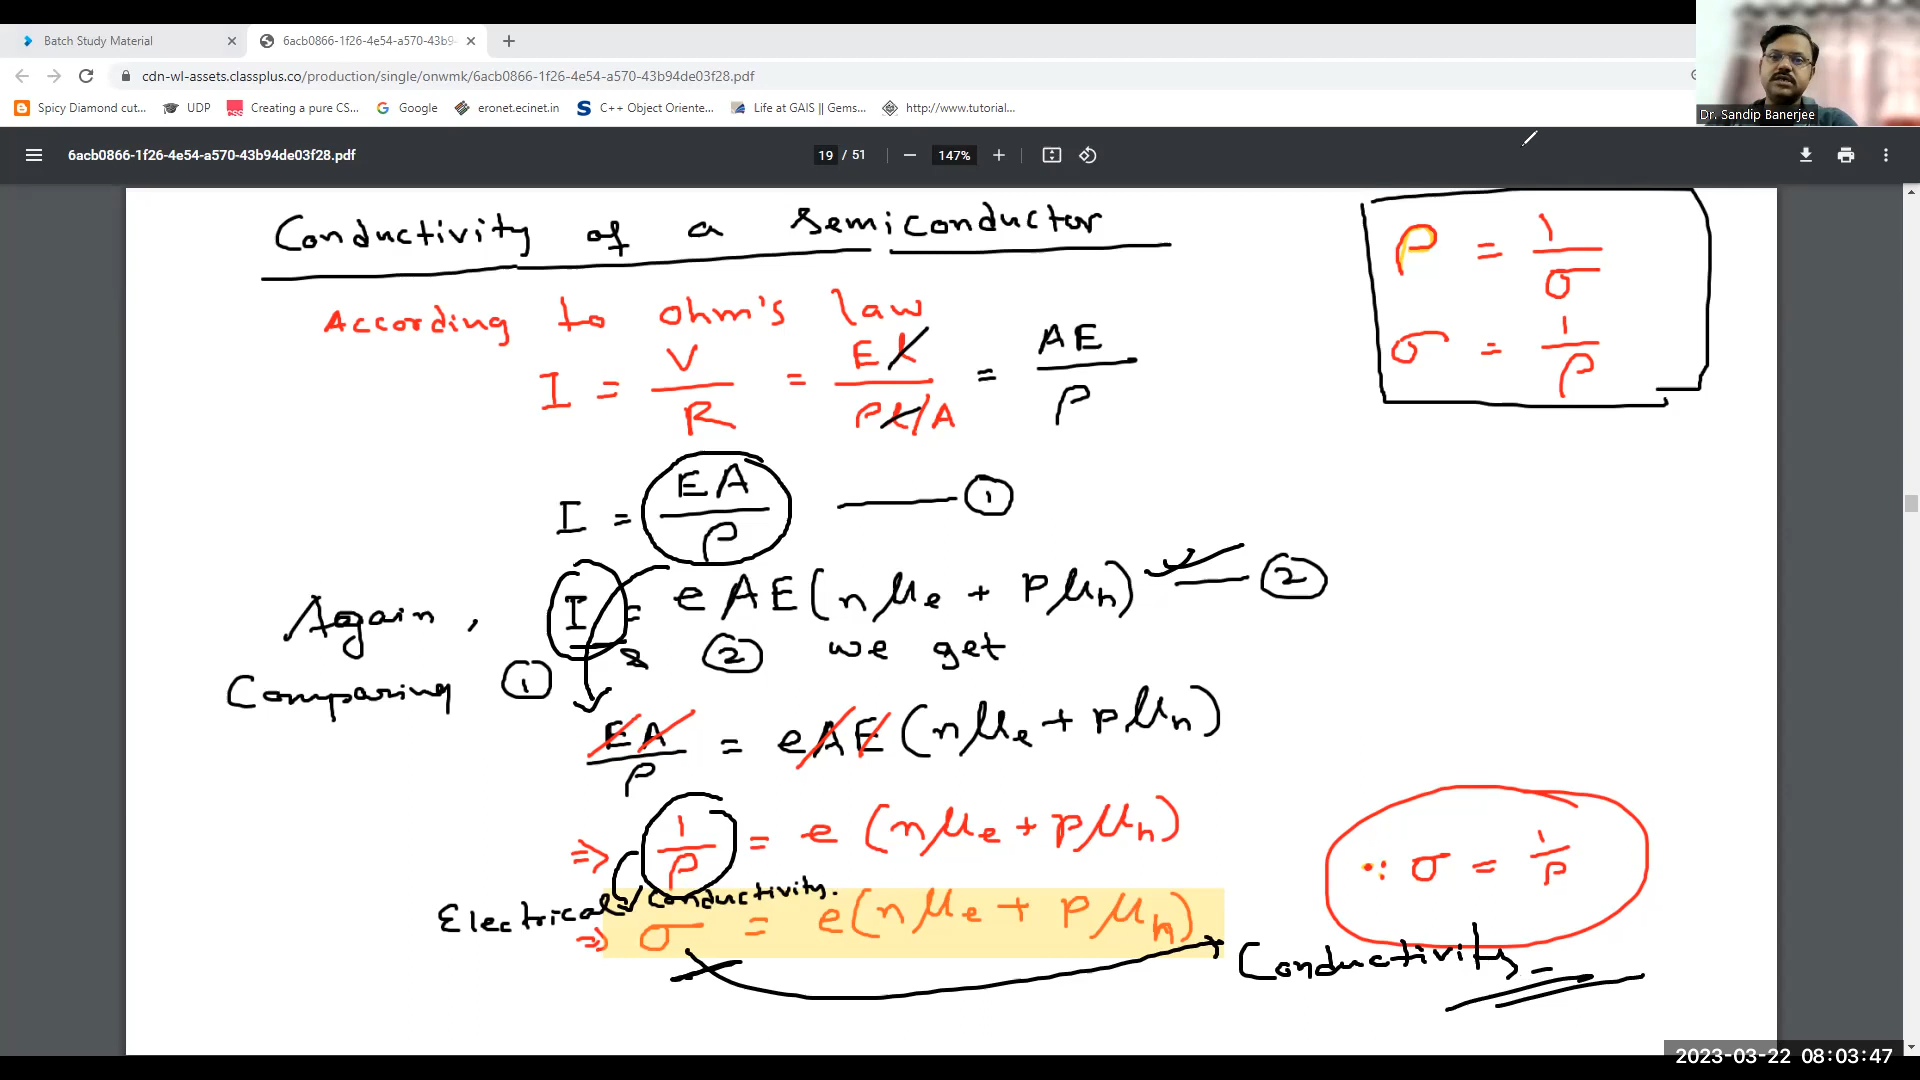 Batch Study Material
6acb0866-1f26-4e54-a570-43b9-
cdn-wl-assets.classplus.co/production/single/onwmk/6acb0866-1f26-4e54-a570-43b94de03f28.pdf
Spicy Diamond cut... UDP Creating a pure CS... Google eronet.ecinet.in C++ Object Oriente... Life at GAIS || Gems... http://www.tutorial...
Dr. Sandip Banerjee
6acb0866-1f26-4e54-a570-43b94de03f28.pdf 19 / 51 147%
Conductivity of a semiconductor
ρ = 1/σ
σ = 1/ρ
According to ohm's law
I = V/R = El/(ρl/A) = AE/ρ
I = EA/ρ —— ①
Again, I = eAE(nμe + pμh) —— ②
Comparing ① & ② we get
EA/ρ = eAE(nμe + pμh)
⇒ 1/ρ = e (nμe + pμh)
∵ σ = 1/ρ
Electrical conductivity.
⇒ σ = e(nμe + pμh)
Conductivity
2023-03-22 08:03:47